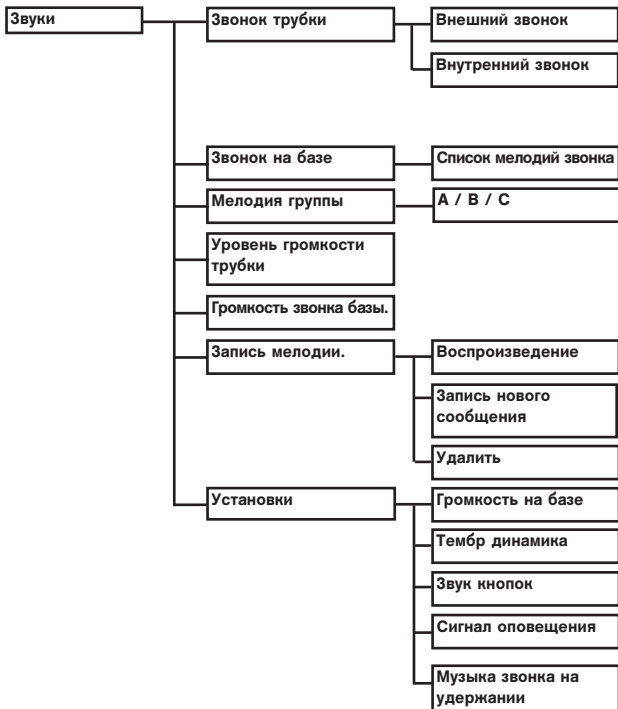 Звуки
Звонок трубки
Внешний звонок
Внутренний звонок
Звонок на базе
Список мелодий звонка
Мелодия группы
А / В / С
Уровень громкости
трубки
Громкость звонка базы.
Запись мелодии.
Воспроизведение
Запись нового
сообщения
Удалить
Установки
Громкость на базе
Тембр динамика
Звук кнопок
Сигнал оповещения
Музыка звонка на
удержании